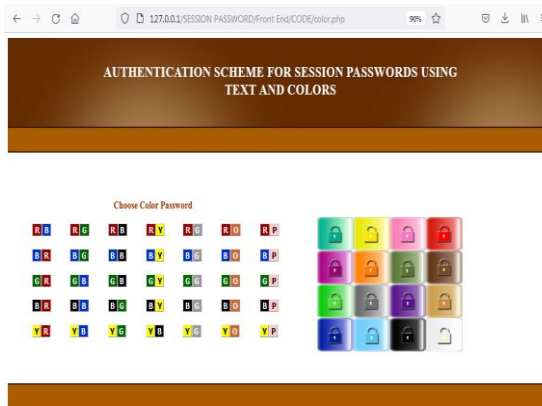 127.0.0.1/SESSION PASSWORD/Front End/CODE/color.php
90%
AUTHENTICATION SCHEME FOR SESSION PASSWORDS USING
TEXT AND COLORS
Choose Color Password
R B R G R B R Y R G R O R P
B R B G B B B Y B G B O B P
G R G B G B G Y G G G O G P
B R B B B G B Y B G B O B P
Y R Y B Y G Y B Y G Y O Y P